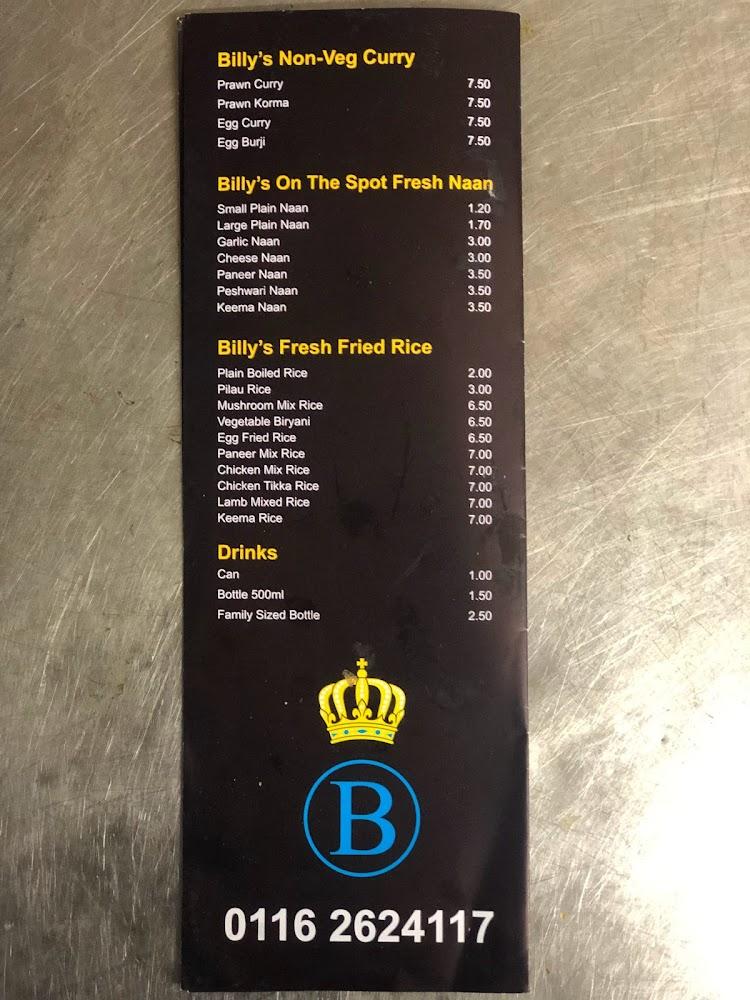 Billy's Non-Veg Curry
Prawn Curry 7.50
Prawn Korma 7.50
Egg Curry 7.50
Egg Burji 7.50
Billy's On The Spot Fresh Naan
Small Plain Naan 1.20
Large Plain Naan 1.70
Garlic Naan 3.00
Cheese Naan 3.00
Paneer Naan 3.50
Peshwari Naan 3.50
Keema Naan 3.50
Billy's Fresh Fried Rice
Plain Boiled Rice 2.00
Pilau Rice 3.00
Mushroom Mix Rice 6.50
Vegetable Biryani 6.50
Egg Fried Rice 6.50
Paneer Mix Rice 7.00
Chicken Mix Rice 7.00
Chicken Tikka Rice 7.00
Lamb Mixed Rice 7.00
Keema Rice 7.00
Drinks
Can 1.00
Bottle 500ml 1.50
Family Sized Bottle 2.50
B
0116 2624117